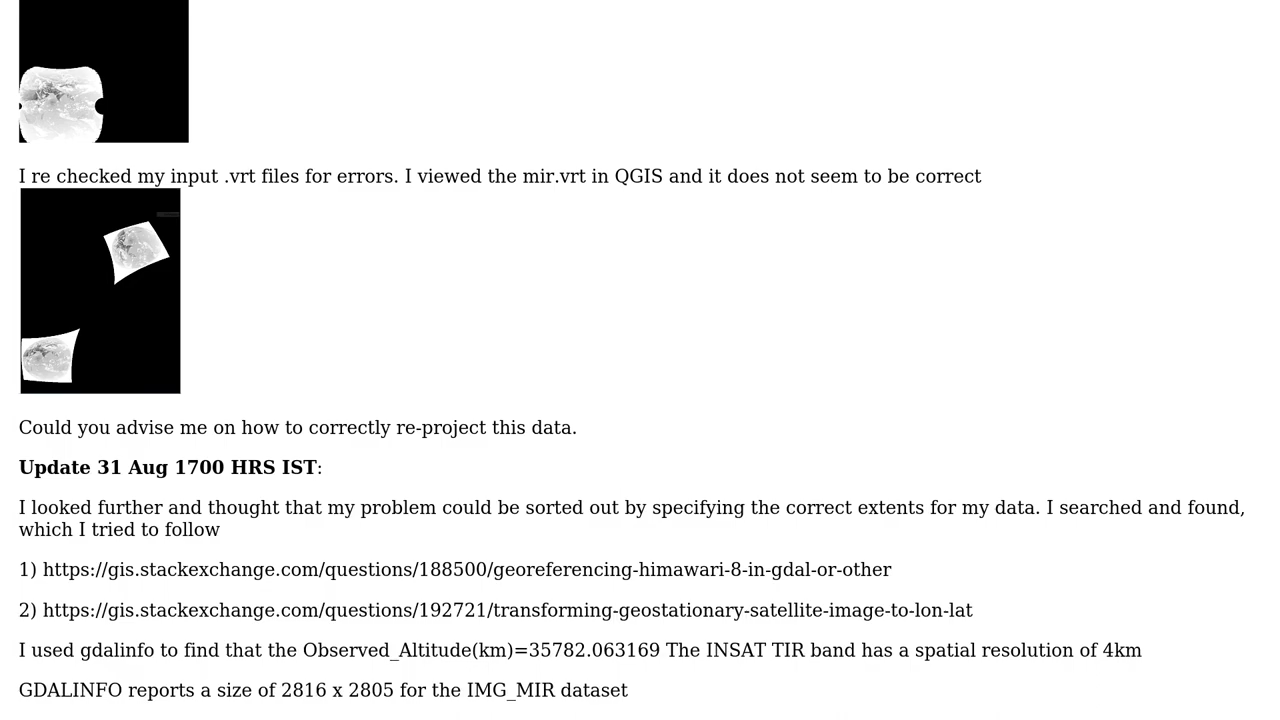 I re checked my input .vrt files for errors. I viewed the mir.vrt in QGIS and it does not seem to be correct
Could you advise me on how to correctly re-project this data.
Update 31 Aug 1700 HRS IST:
I looked further and thought that my problem could be sorted out by specifying the correct extents for my data. I searched and found,
which I tried to follow
1) https://gis.stackexchange.com/questions/188500/georeferencing-himawari-8-in-gdal-or-other
2) https://gis.stackexchange.com/questions/192721/transforming-geostationary-satellite-image-to-lon-lat
I used gdalinfo to find that the Observed_Altitude(km)=35782.063169 The INSAT TIR band has a spatial resolution of 4km
GDALINFO reports a size of 2816 x 2805 for the IMG_MIR dataset